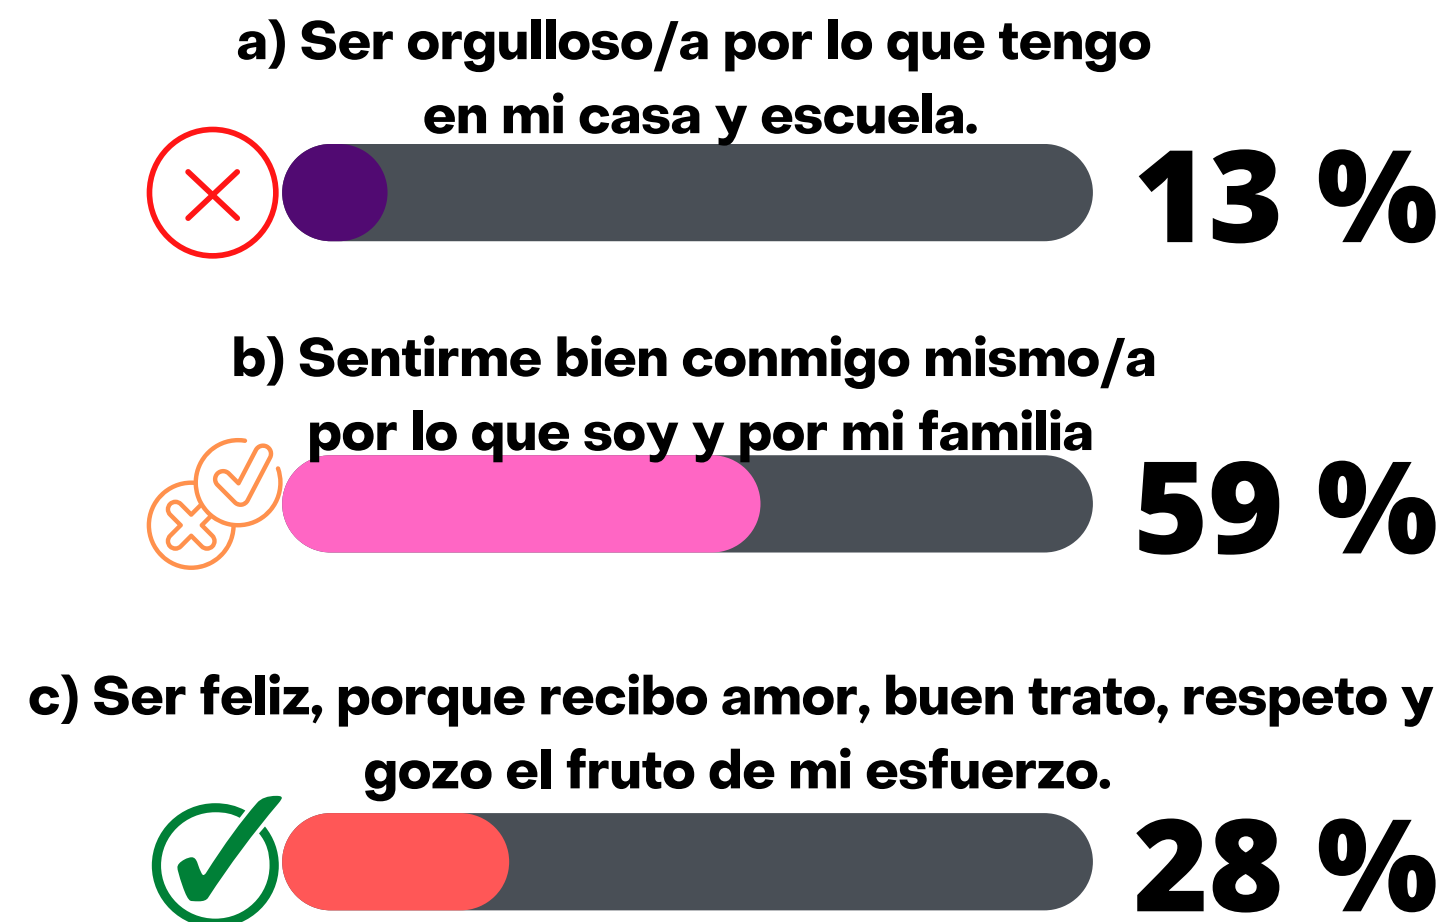 a) Ser orgulloso/a por lo que tengo
en mi casa y escuela.
13 %
b) Sentirme bien conmigo mismo/a
por lo que soy y por mi familia
59 %
c) Ser feliz, porque recibo amor, buen trato, respeto y
gozo el fruto de mi esfuerzo.
28 %